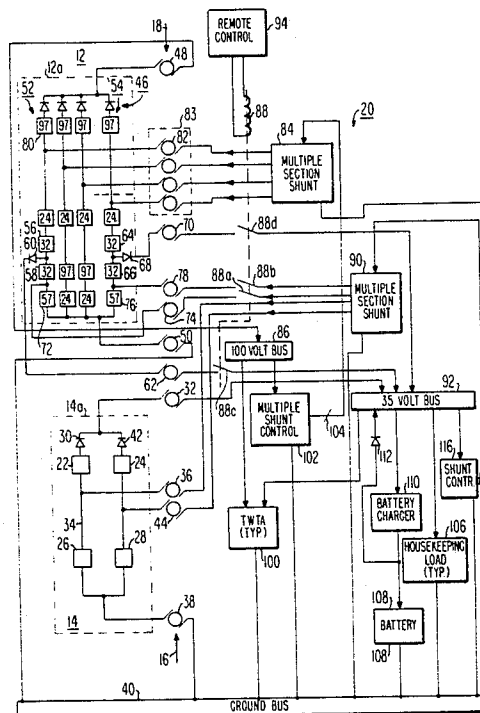 18
REMOTE CONTROL
94
12
12a
48
52
54
46
88
20
97 97 97 97
83
80
82
84
MULTIPLE SECTION SHUNT
24 24 24 24
56
64
70
88d
60
32
97
97
32
68
90
58
32
66
78
88a
88b
MULTIPLE SECTION SHUNT
57 24 24 57
74
72
76
50
86
100 VOLT BUS
92
62
35 VOLT BUS
14a
32
88c
104
MULTIPLE SHUNT CONTROL
102
112
116
SHUNT CONTR.
30
42
22
24
36
110
BATTERY CHARGER
34
44
TWTA (TYP.)
100
106
HOUSEKEEPING LOAD (TYP.)
26
28
108
BATTERY
108
14
38
16
40
GROUND BUS